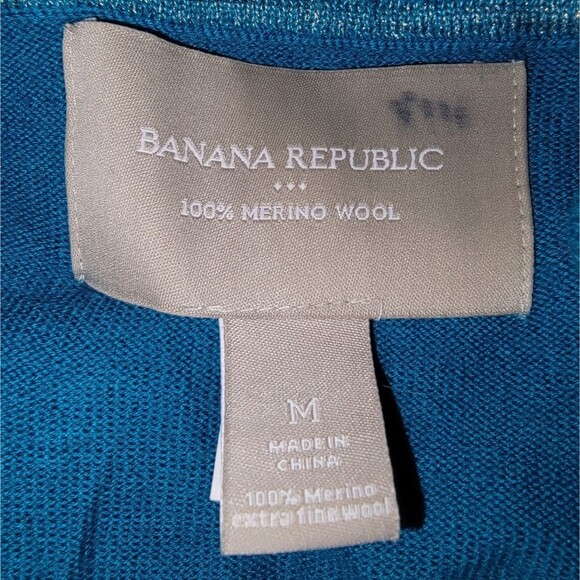 BANANA REPUBLIC
100% MERINO WOOL
M
MADE IN
CHINA
100% Merino
extra fine wool